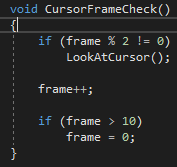 void CursorFrameCheck()
{
if (frame % 2 != 0)
LookAtCursor();
frame++;
if (frame > 10)
frame = 0;
}